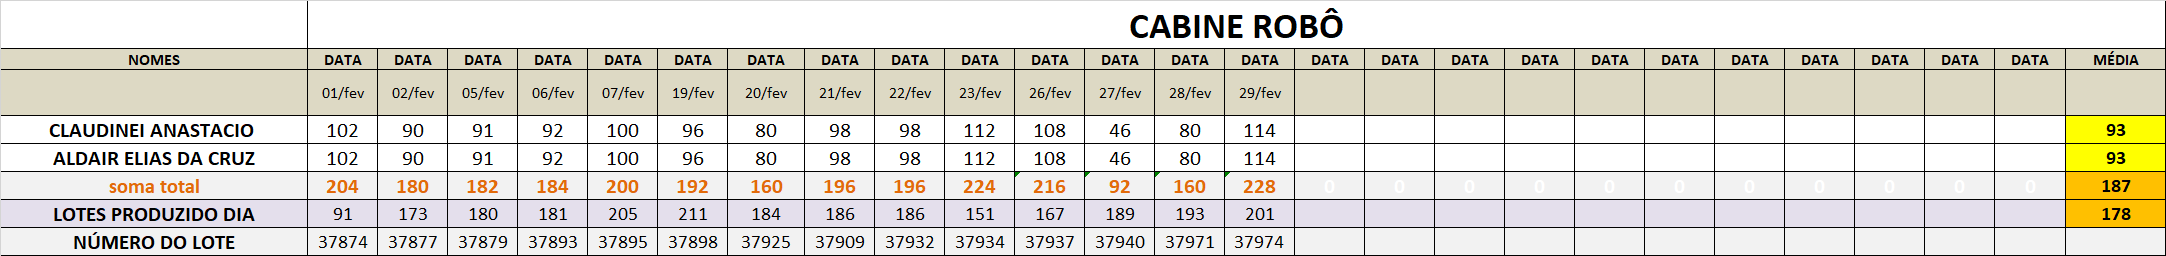 CABINE ROBÔ
NOMES DATA DATA DATA DATA DATA DATA DATA DATA DATA DATA DATA DATA DATA DATA DATA DATA DATA DATA DATA DATA DATA DATA DATA DATA DATA MÉDIA
01/fev 02/fev 05/fev 06/fev 07/fev 19/fev 20/fev 21/fev 22/fev 23/fev 26/fev 27/fev 28/fev 29/fev
CLAUDINEI ANASTACIO 102 90 91 92 100 96 80 98 98 112 108 46 80 114 93
ALDAIR ELIAS DA CRUZ 102 90 91 92 100 96 80 98 98 112 108 46 80 114 93
soma total 204 180 182 184 200 192 160 196 196 224 216 92 160 228 0 0 0 0 0 0 0 0 0 0 0 187
LOTES PRODUZIDO DIA 91 173 180 181 205 211 184 186 186 151 167 189 193 201 178
NÚMERO DO LOTE 37874 37877 37879 37893 37895 37898 37925 37909 37932 37934 37937 37940 37971 37974